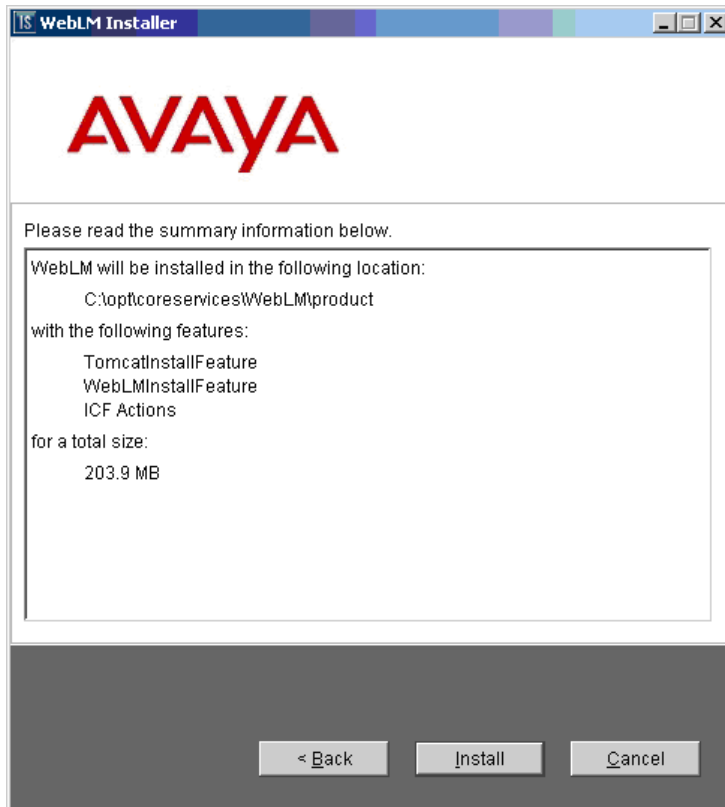 WebLM Installer
AVAYA
Please read the summary information below.
WebLM will be installed in the following location:
C:\opt\coreservices\WebLM\product
with the following features:
TomcatInstallFeature
WebLMInstallFeature
ICF Actions
for a total size:
203.9 MB
< Back
Install
Cancel